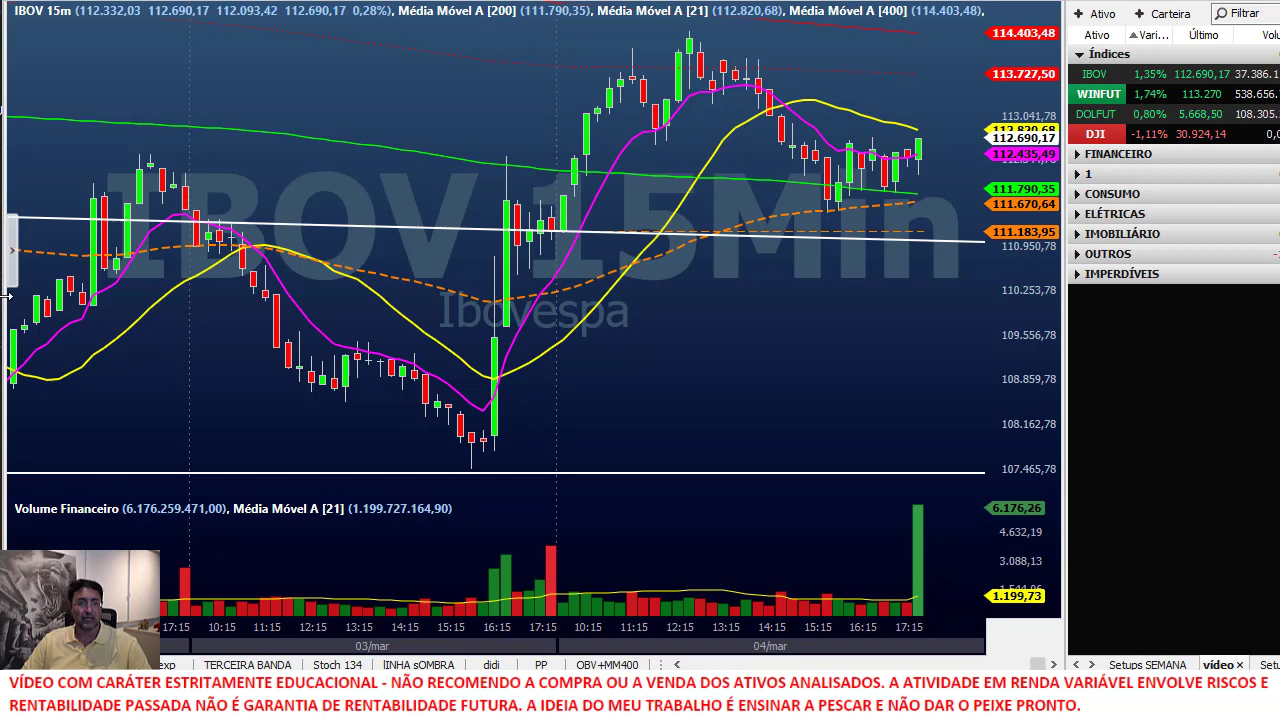 IBOV 15m (112.332,03 112.690,17 112.093,42 112.690,17 0,28%), Média Móvel A [200] (111.790,35), Média Móvel A [21] (112.820,68), Média Móvel A [400] (114.403,48),
Ativo Carteira Filtrar
Ativo Vari... Último Volu
Índices
IBOV 1,35% 112.690,17 37.386.1
WINFUT 1,74% 113.270 538.656.
DOLFUT 0,80% 5.668,50 108.305.
DJI -1,11% 30.924,14 0,0
FINANCEIRO
1
CONSUMO
ELÉTRICAS
IMOBILIÁRIO
OUTROS
IMPERDÍVEIS
114.403,48
113.727,50
113.041,78
112.690,17
112.435,49
111.790,35
111.670,64
111.183,95
110.950,78
110.253,78
109.556,78
108.859,78
108.162,78
107.465,78
IBOV 15Min
Ibovespa
Volume Financeiro (6.176.259.471,00), Média Móvel A [21] (1.199.727.164,90)
6.176,26
4.632,19
3.088,13
1.199,73
17:15 10:15 11:15 12:15 13:15 14:15 15:15 16:15 17:15 10:15 11:15 12:15 13:15 14:15 15:15 16:15 17:15
03/mar 04/mar
exp TERCEIRA BANDA Stoch 134 lINHA sOMBRA didi PP OBV+MM400 Setups SEMANA vídeo Setu
VÍDEO COM CARÁTER ESTRITAMENTE EDUCACIONAL - NÃO RECOMENDO A COMPRA OU A VENDA DOS ATIVOS ANALISADOS. A ATIVIDADE EM RENDA VARIÁVEL ENVOLVE RISCOS E
RENTABILIDADE PASSADA NÃO É GARANTIA DE RENTABILIDADE FUTURA. A IDEIA DO MEU TRABALHO É ENSINAR A PESCAR E NÃO DAR O PEIXE PRONTO.